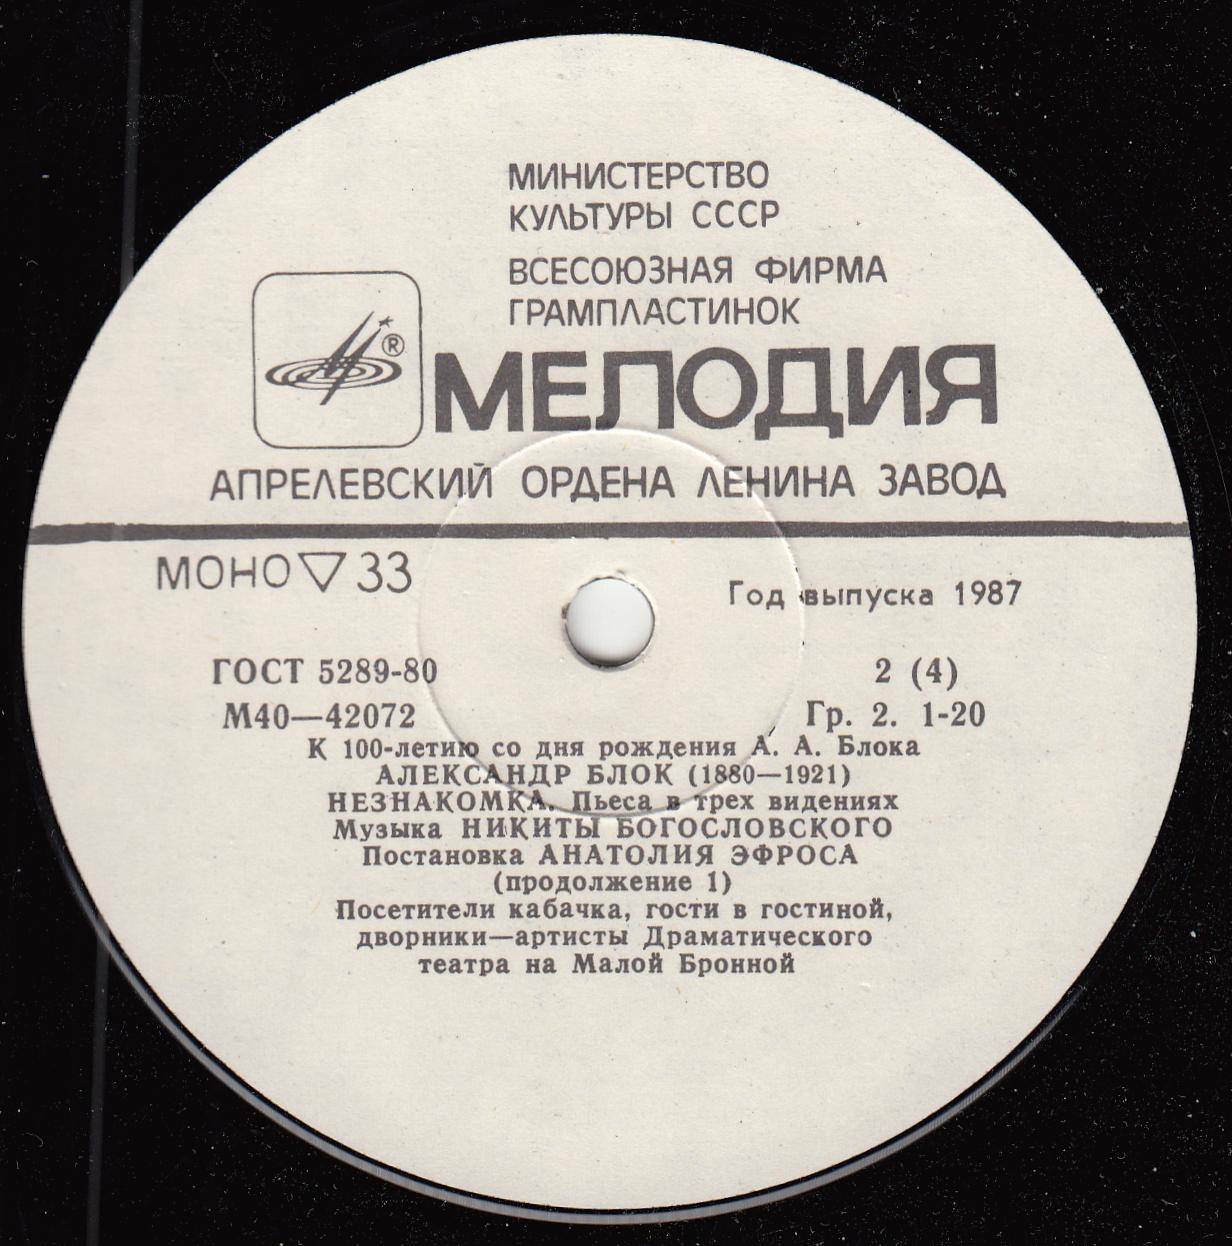 МИНИСТЕРСТВО
КУЛЬТУРЫ СССР
ВСЕСОЮЗНАЯ ФИРМА
ГРАМПЛАСТИНОК
®
МЕЛОДИЯ
АПРЕЛЕВСКИЙ ОРДЕНА ЛЕНИНА ЗАВОД
МОНО ▽ 33
Год выпуска 1987
ГОСТ 5289-80
2 (4)
М40—42072
Гр. 2. 1-20
К 100-летию со дня рождения А. А. Блока
АЛЕКСАНДР БЛОК (1880—1921)
НЕЗНАКОМКА. Пьеса в трех видениях
Музыка НИКИТЫ БОГОСЛОВСКОГО
Постановка АНАТОЛИЯ ЭФРОСА
(продолжение 1)
Посетители кабачка, гости в гостиной,
дворники—артисты Драматического
театра на Малой Бронной